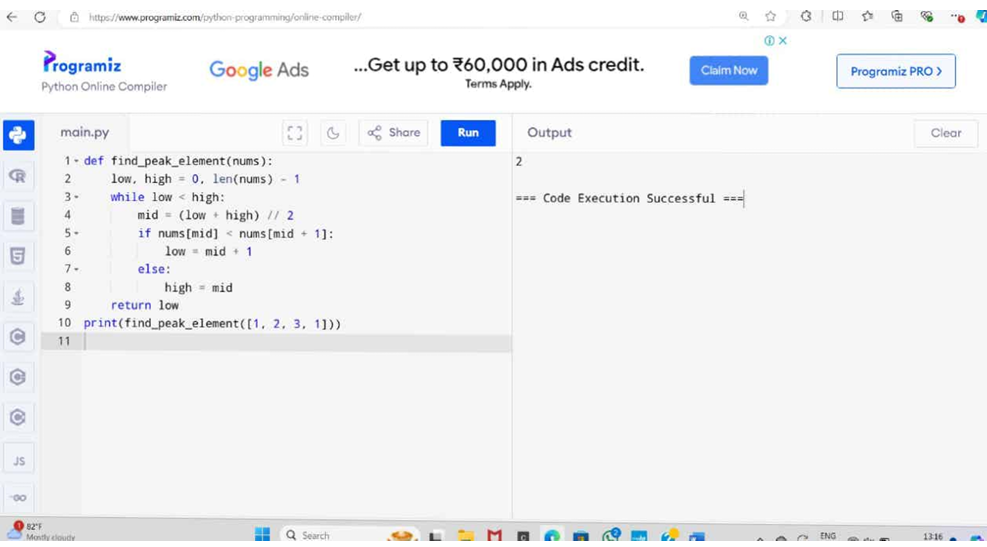 https://www.programiz.com/python-programming/online-compiler/
Programiz
Python Online Compiler
Google Ads
...Get up to ₹60,000 in Ads credit.
Terms Apply.
Claim Now
Programiz PRO >
main.py
Share
Run
Output
Clear
1 def find_peak_element(nums):
2     low, high = 0, len(nums) - 1
3     while low < high:
4         mid = (low + high) // 2
5         if nums[mid] < nums[mid + 1]:
6             low = mid + 1
7         else:
8             high = mid
9     return low
10 print(find_peak_element([1, 2, 3, 1]))
11
2
=== Code Execution Successful ===
JS
GO
1
82°F
Mostly cloudy
Search
ENG
13:16